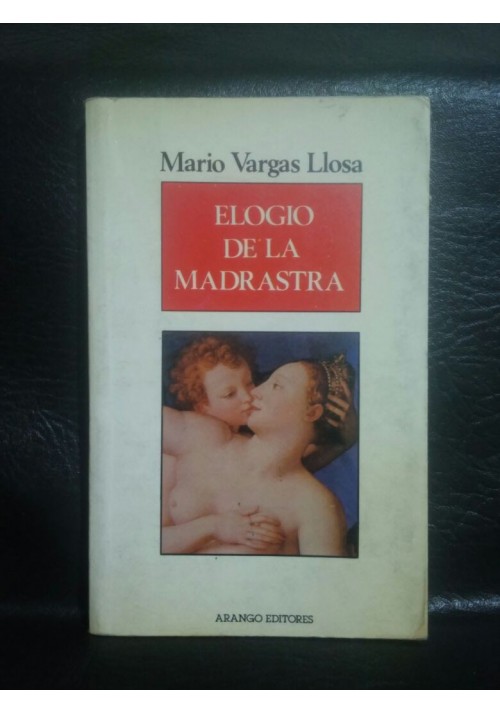 Mario Vargas Llosa
ELOGIO
DE LA
MADRASTRA
ARANGO EDITORES